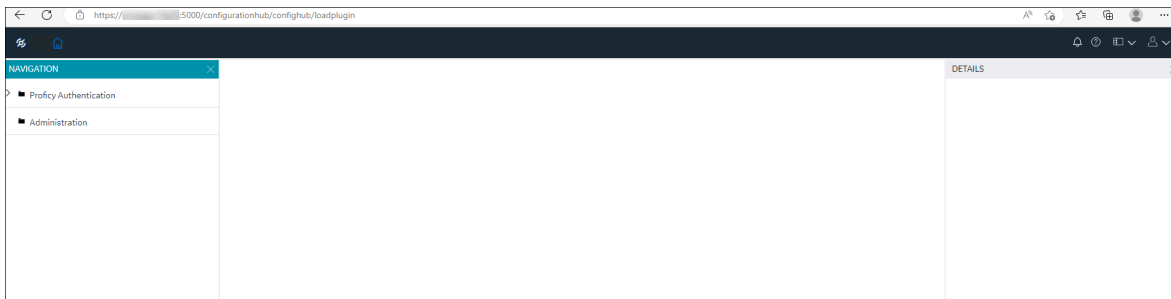 https:// :5000/configurationhub/confighub/loadplugin
NAVIGATION
DETAILS
Proficy Authentication
Administration